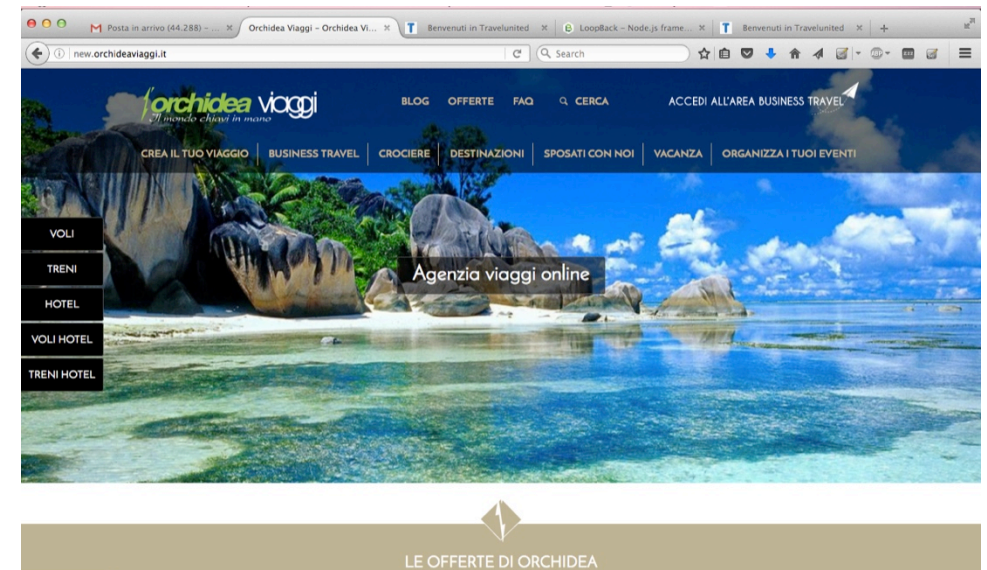 Posta in arrivo (44.288) - ...
Orchidea Viaggi - Orchidea Vi...
Benvenuti in Travelunited
LoopBack - Node.js frame...
Benvenuti in Travelunited
new.orchideaviaggi.it
Search
orchidea viaggi
Il mondo chiavi in mano
BLOG OFFERTE FAQ CERCA ACCEDI ALL'AREA BUSINESS TRAVEL
CREA IL TUO VIAGGIO BUSINESS TRAVEL CROCIERE DESTINAZIONI SPOSATI CON NOI VACANZA ORGANIZZA I TUOI EVENTI
VOLI
TRENI
HOTEL
VOLI HOTEL
TRENI HOTEL
Agenzia viaggi online
LE OFFERTE DI ORCHIDEA